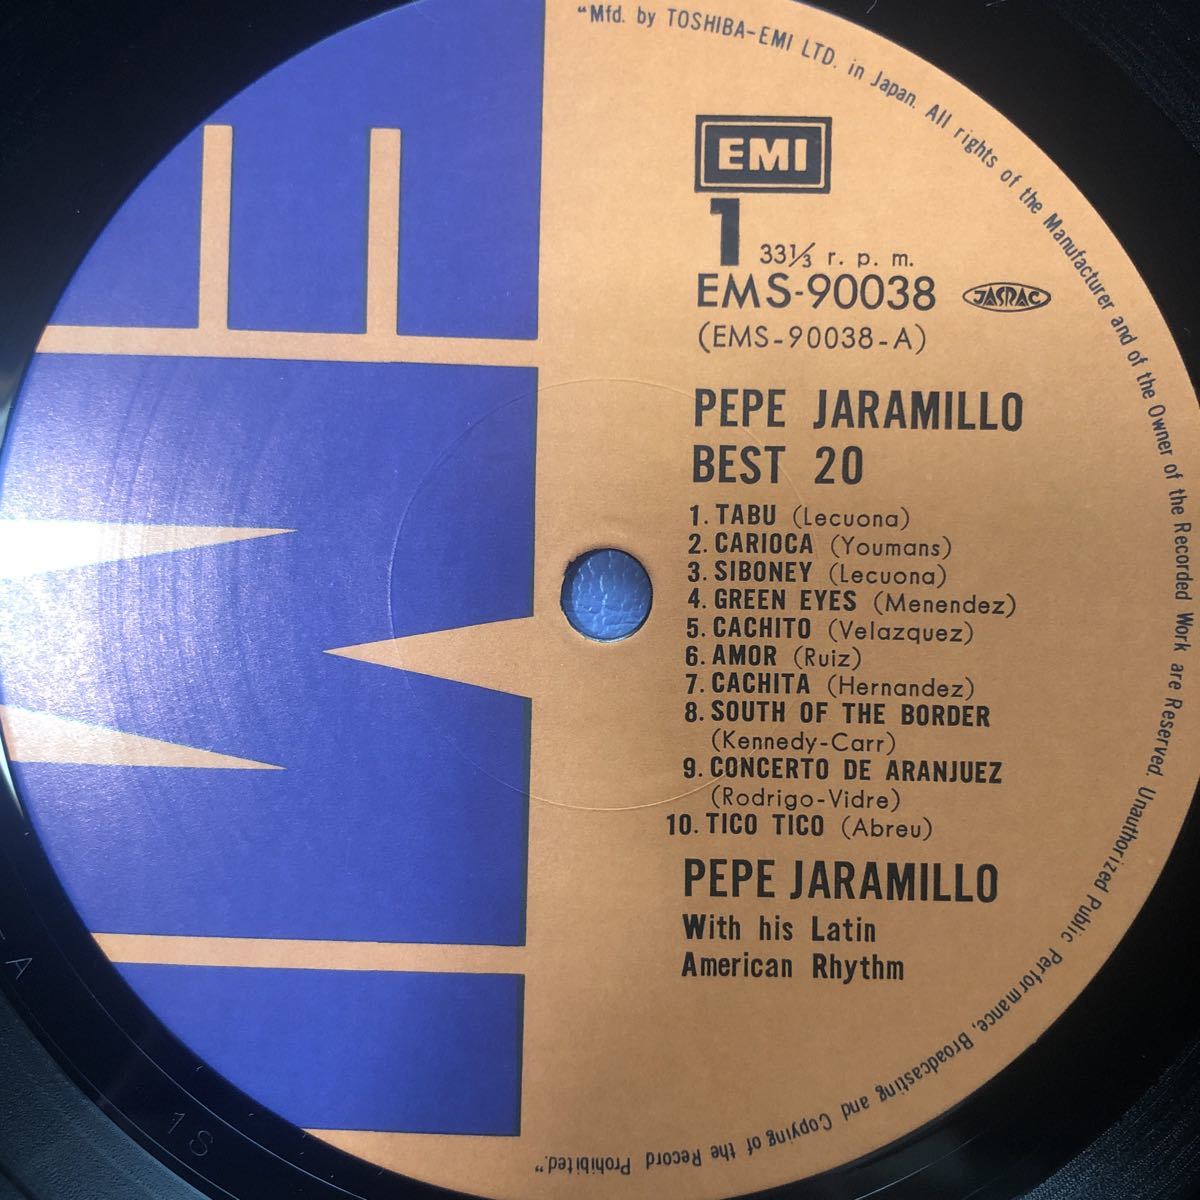 "Mfd. by TOSHIBA-EMI LTD. in Japan. All rights of the Manufacturer and of the Owner of the Recorded Work are Reserved. Unauthorized Public Performance, Broadcasting and Copying of the Record Prohibited."
EMI
1 33⅓ r. p. m.
EMS-90038 JASRAC
(EMS-90038-A)
PEPE JARAMILLO
BEST 20
1. TABU (Lecuona)
2. CARIOCA (Youmans)
3. SIBONEY (Lecuona)
4. GREEN EYES (Menendez)
5. CACHITO (Velazquez)
6. AMOR (Ruiz)
7. CACHITA (Hernandez)
8. SOUTH OF THE BORDER
(Kennedy-Carr)
9. CONCERTO DE ARANJUEZ
(Rodrigo-Vidre)
10. TICO TICO (Abreu)
PEPE JARAMILLO
With his Latin
American Rhythm
A
1S